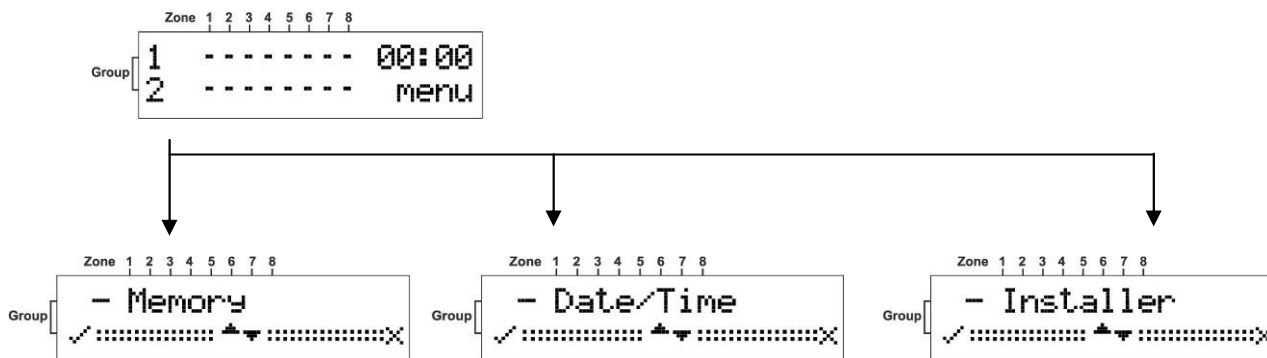 Zone 1 2 3 4 5 6 7 8
Group
1 - - - - - - - - 00:00
2 - - - - - - - - menu
Zone 1 2 3 4 5 6 7 8
Group
- Memory
Zone 1 2 3 4 5 6 7 8
Group
- Date/Time
Zone 1 2 3 4 5 6 7 8
Group
- Installer